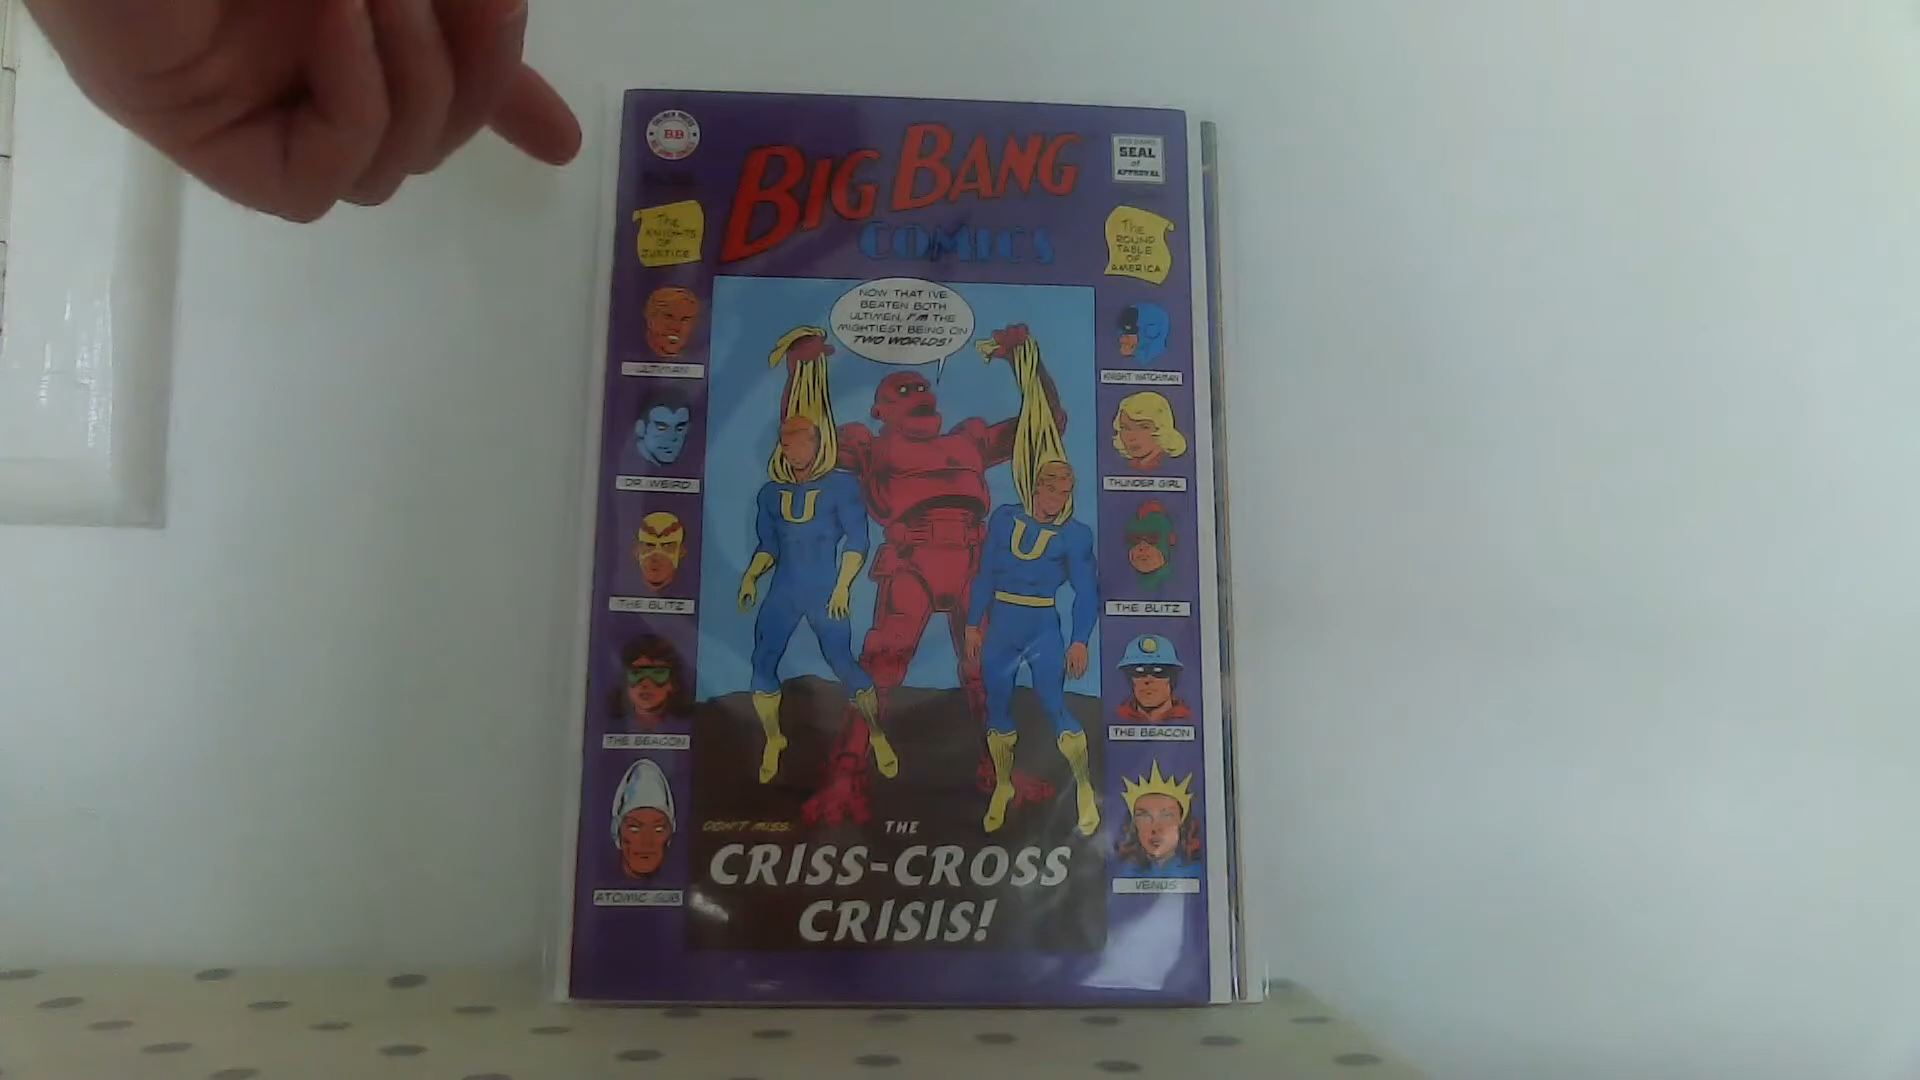 BIG BANG
COMICS
BB
SEAL
of
APPROVAL
The
KNIGHTS
OF
JUSTICE
The
ROUND
TABLE
OF
AMERICA
NOW THAT I'VE
BEATEN BOTH
ULTIMEN, I'M THE
MIGHTIEST BEING ON
TWO WORLDS!
ULTIMAN
DR. WEIRD
THE BLITZ
THE BEACON
ATOMIC SUB
KNIGHT WATCHMAN
THUNDER GIRL
THE BLITZ
THE BEACON
VENUS
U
U
DON'T MISS: THE
CRISS-CROSS
CRISIS!